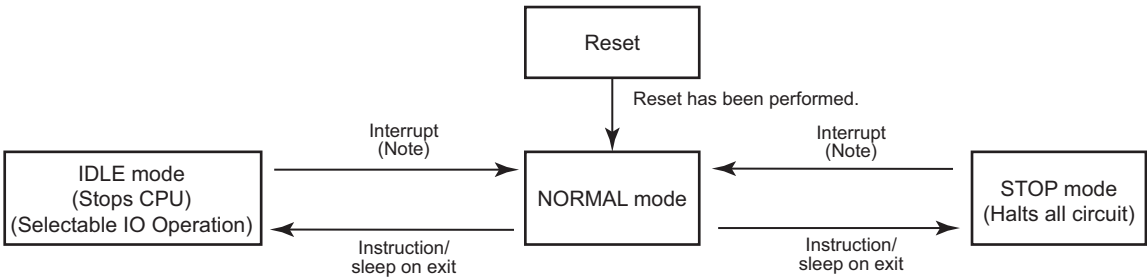 Reset
Reset has been performed.
Interrupt
(Note)
Interrupt
(Note)
IDLE mode
(Stops CPU)
(Selectable IO Operation)
NORMAL mode
STOP mode
(Halts all circuit)
Instruction/
sleep on exit
Instruction/
sleep on exit